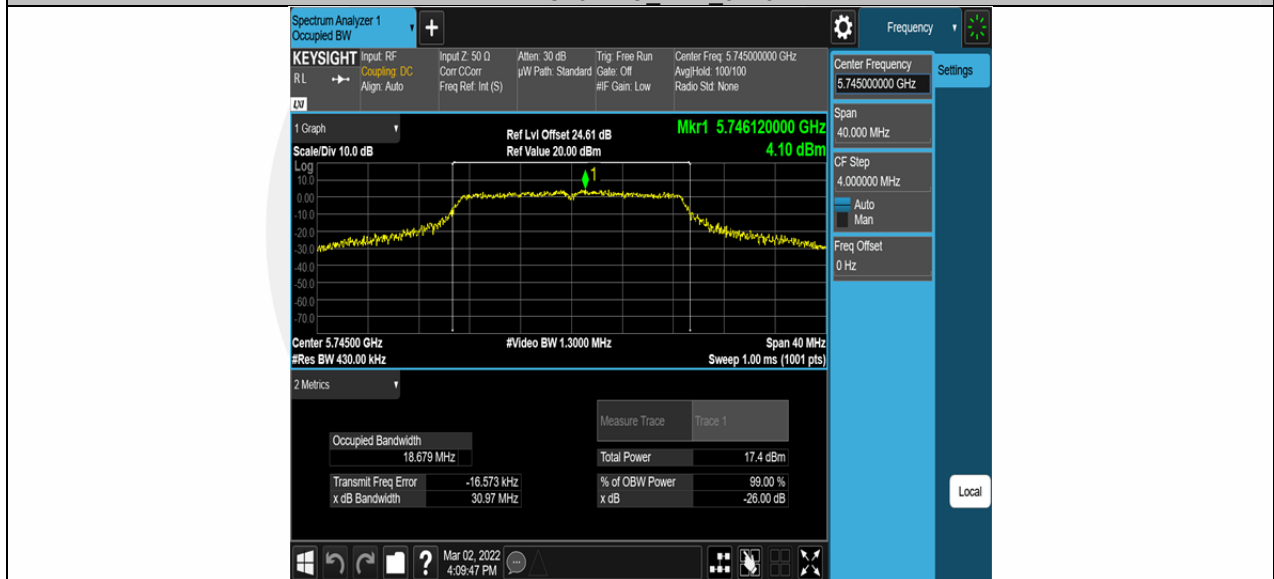 Spectrum Analyzer 1
Occupied BW
+
Frequency
KEYSIGHT Input: RF
Coupling: DC
Align: Auto
RL
LXI
Input Z: 50 Ω
Corr CCorr
Freq Ref: Int (S)
Atten: 30 dB
µW Path: Standard
Trig: Free Run
Gate: Off
#IF Gain: Low
Center Freq: 5.745000000 GHz
Avg|Hold: 100/100
Radio Std: None
Center Frequency
5.745000000 GHz
Settings
Span
40.000 MHz
CF Step
4.000000 MHz
Auto
Man
Freq Offset
0 Hz
Local
1 Graph
Scale/Div 10.0 dB
Ref Lvl Offset 24.61 dB
Ref Value 20.00 dBm
Mkr1 5.746120000 GHz
4.10 dBm
Log
1
10.0
0.00
-10.0
-20.0
-30.0
-40.0
-50.0
-60.0
-70.0
Center 5.74500 GHz
#Res BW 430.00 kHz
#Video BW 1.3000 MHz
Span 40 MHz
Sweep 1.00 ms (1001 pts)
2 Metrics
Measure Trace Trace 1
Occupied Bandwidth
18.679 MHz
Total Power 17.4 dBm
Transmit Freq Error -16.573 kHz
% of OBW Power 99.00 %
x dB Bandwidth 30.97 MHz
x dB -26.00 dB
?
Mar 02, 2022
4:09:47 PM